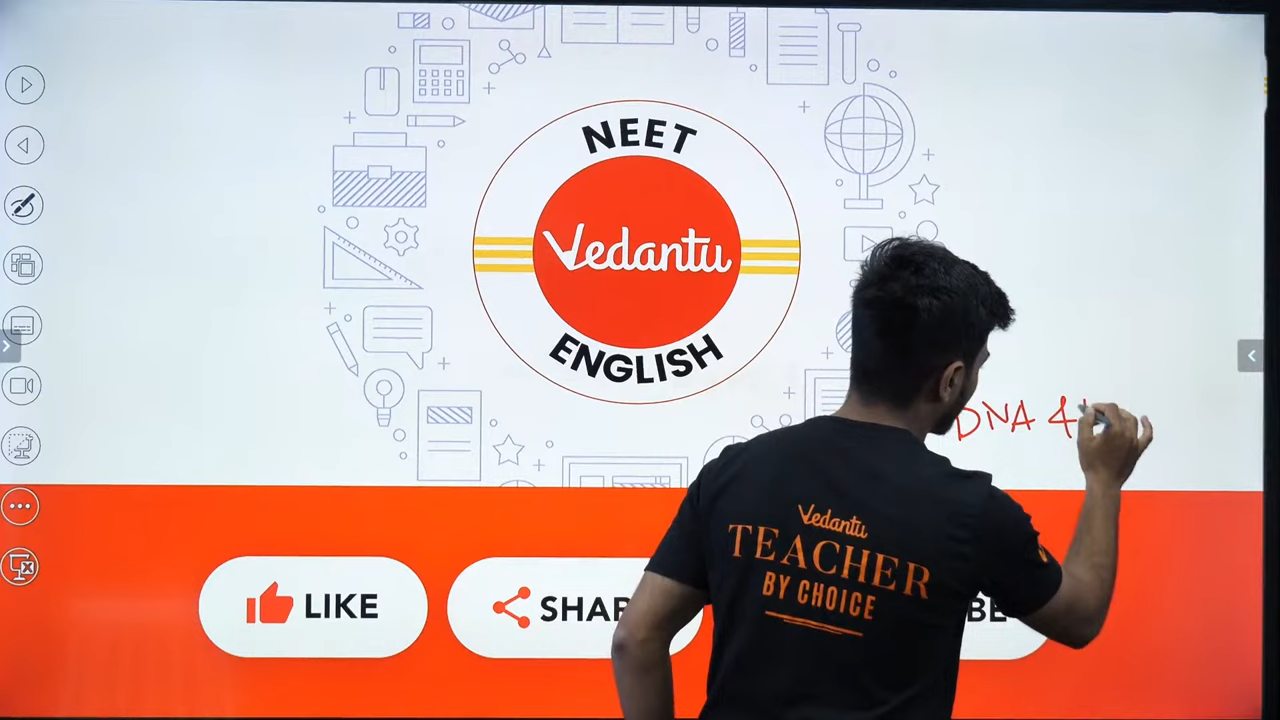 NEET
Vedantu
ENGLISH
DNA &
Vedantu
TEACHER
BY CHOICE
LIKE
SHAR
BE